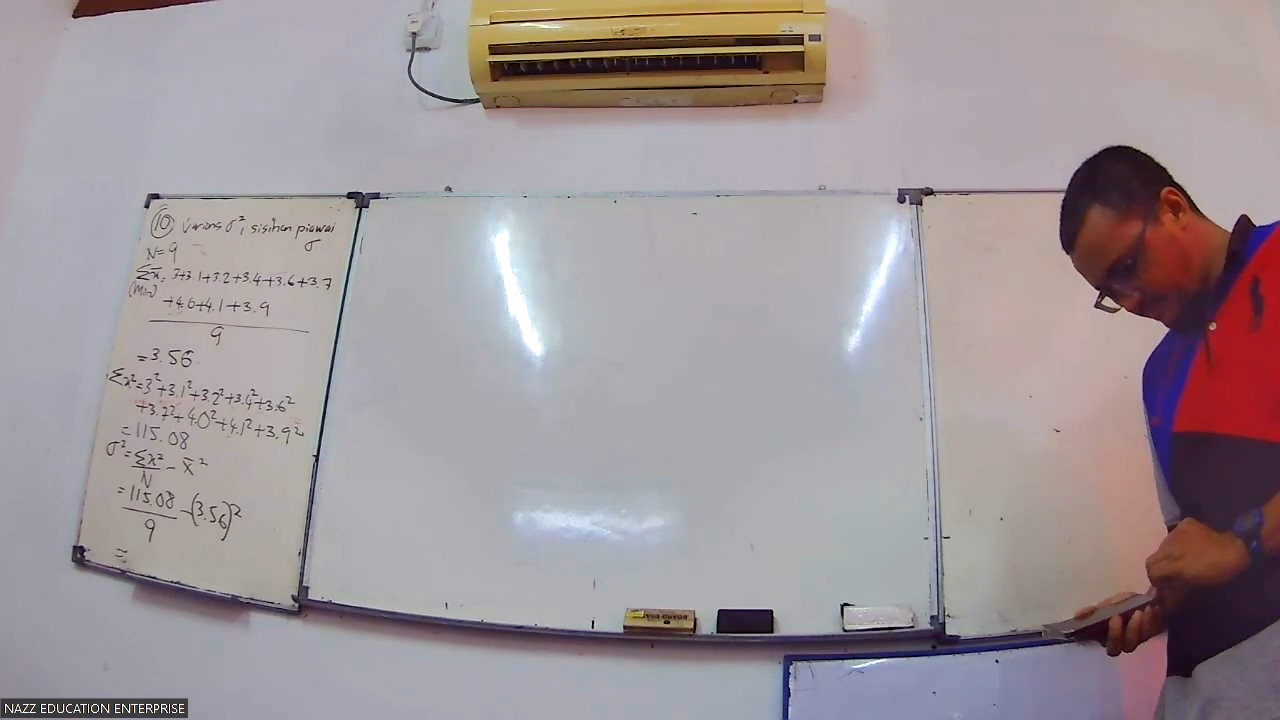 10 Varians σ², sisihan piawai σ
N=9
Σx̄ = 3+3.1+3.2+3.4+3.6+3.7
(Min)
+4.0+4.1+3.9
9
=3.56
Σx²=3²+3.1²+3.2²+3.4²+3.6²
+3.7²+4.0²+4.1²+3.9²
=115.08
σ²=Σx²/N - x̄²
=115.08/9 -(3.56)²
=
NAZZ EDUCATION ENTERPRISE